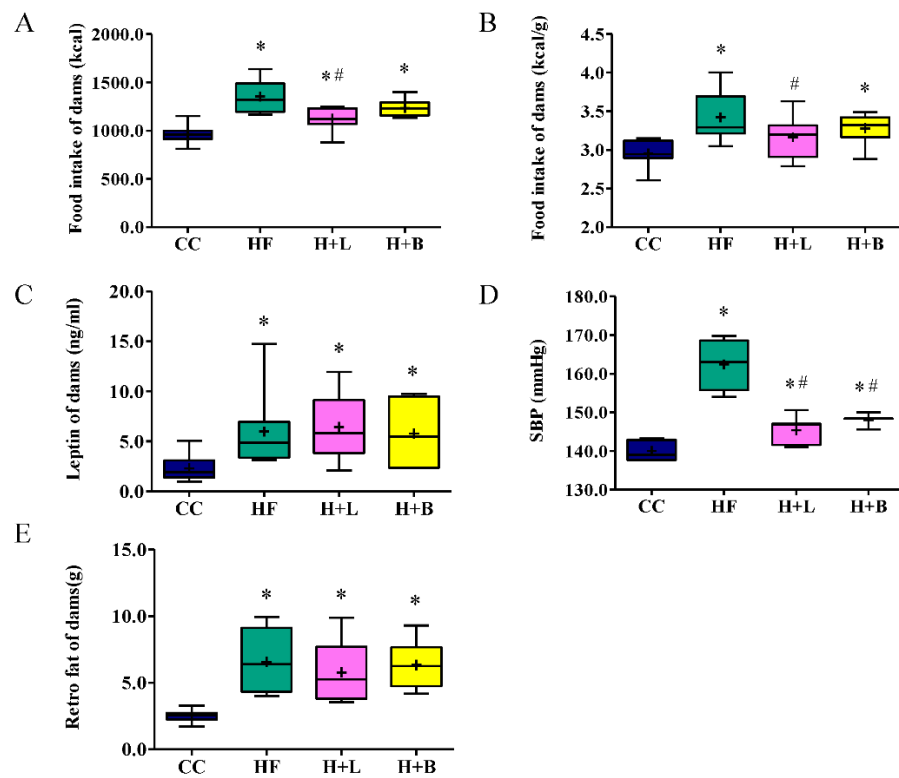 A
Food intake of dams (kcal)
2000.0
1500.0
1000.0
500.0
0.0
*
* #
*
CC HF H+L H+B
B
Food intake of dams (kcal/g)
4.5
4.0
3.5
3.0
2.5
2.0
*
#
*
CC HF H+L H+B
C
Leptin of dams (ng/ml)
20.0
15.0
10.0
5.0
0.0
*
*
*
CC HF H+L H+B
D
SBP (mmHg)
180.0
170.0
160.0
150.0
140.0
130.0
*
* #
* #
CC HF H+L H+B
E
Retro fat of dams(g)
15.0
10.0
5.0
0.0
*
*
*
CC HF H+L H+B